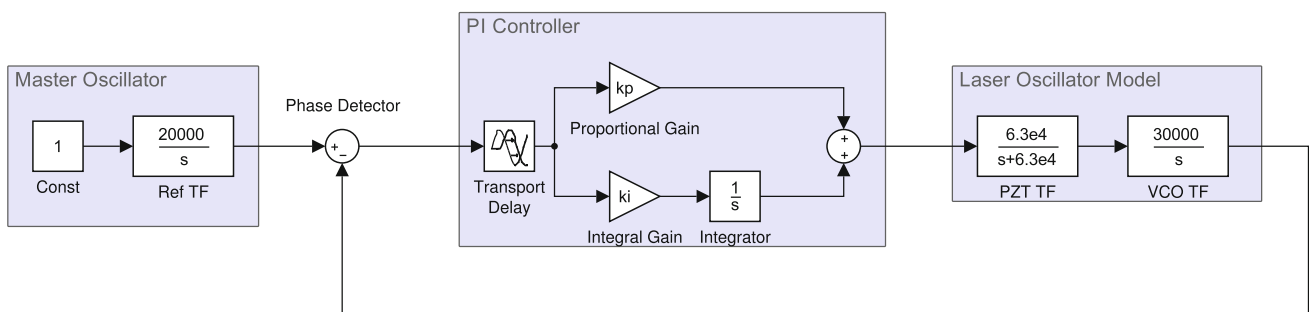 PI Controller
Master Oscillator
Laser Oscillator Model
Phase Detector
1
Const
20000
s
Ref TF
+
−
Transport
Delay
kp
Proportional Gain
ki
Integral Gain
1
s
Integrator
+
+
6.3e4
s+6.3e4
PZT TF
30000
s
VCO TF